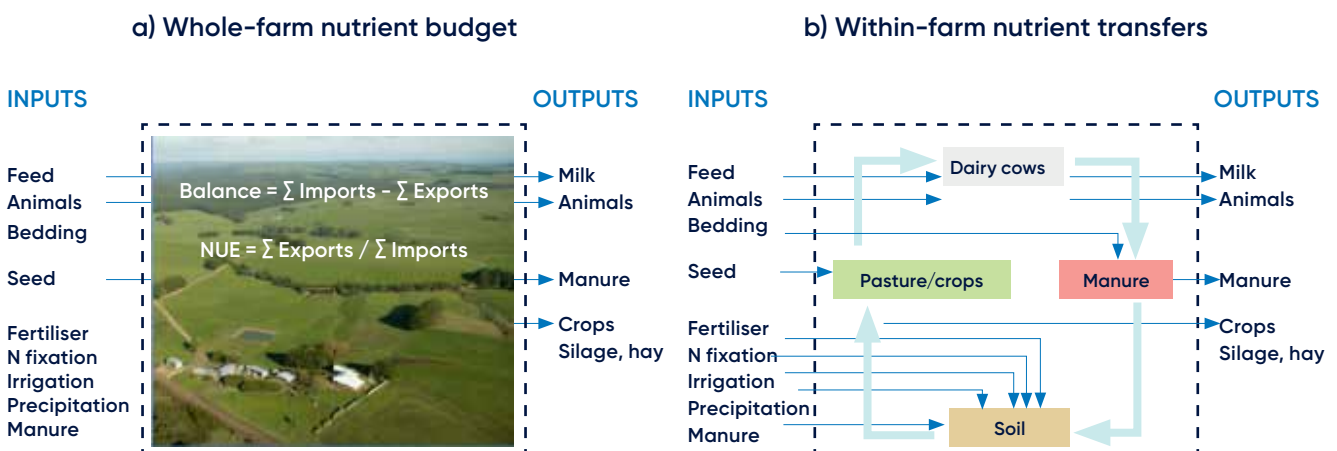 a) Whole-farm nutrient budget
INPUTS
OUTPUTS
Feed
Animals
Bedding
Seed
Fertiliser
N fixation
Irrigation
Precipitation
Manure
Balance = ∑ Imports - ∑ Exports
NUE = ∑ Exports / ∑ Imports
Milk
Animals
Manure
Crops
Silage, hay
b) Within-farm nutrient transfers
INPUTS
OUTPUTS
Feed
Animals
Bedding
Seed
Fertiliser
N fixation
Irrigation
Precipitation
Manure
Dairy cows
Pasture/crops
Manure
Soil
Milk
Animals
Manure
Crops
Silage, hay